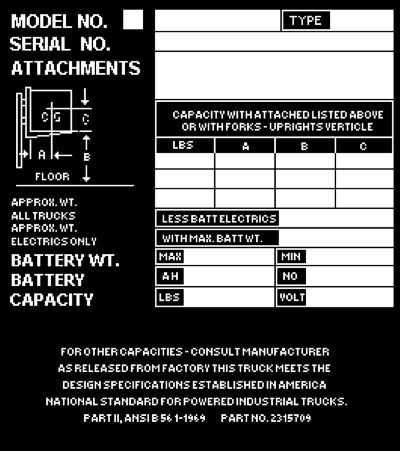 MODEL NO. TYPE
SERIAL NO.
ATTACHMENTS
CAPACITY WITH ATTACHED LISTED ABOVE
OR WITH FORKS - UPRIGHTS VERTICLE
LBS A B C
C G C
A B
FLOOR
APPROX. WT.
ALL TRUCKS LESS BATT ELECTRICS
APPROX. WT.
ELECTRICS ONLY WITH MAX. BATT WT.
BATTERY WT. MAX MIN
BATTERY AH NO
CAPACITY LBS VOLT
FOR OTHER CAPACITIES - CONSULT MANUFACTURER
AS RELEASED FROM FACTORY THIS TRUCK MEETS THE
DESIGN SPECIFICATIONS ESTABLISHED IN AMERICA
NATIONAL STANDARD FOR POWERED INDUSTRIAL TRUCKS.
PART II, ANSI B 56 1-1969 PART NO. 2315709